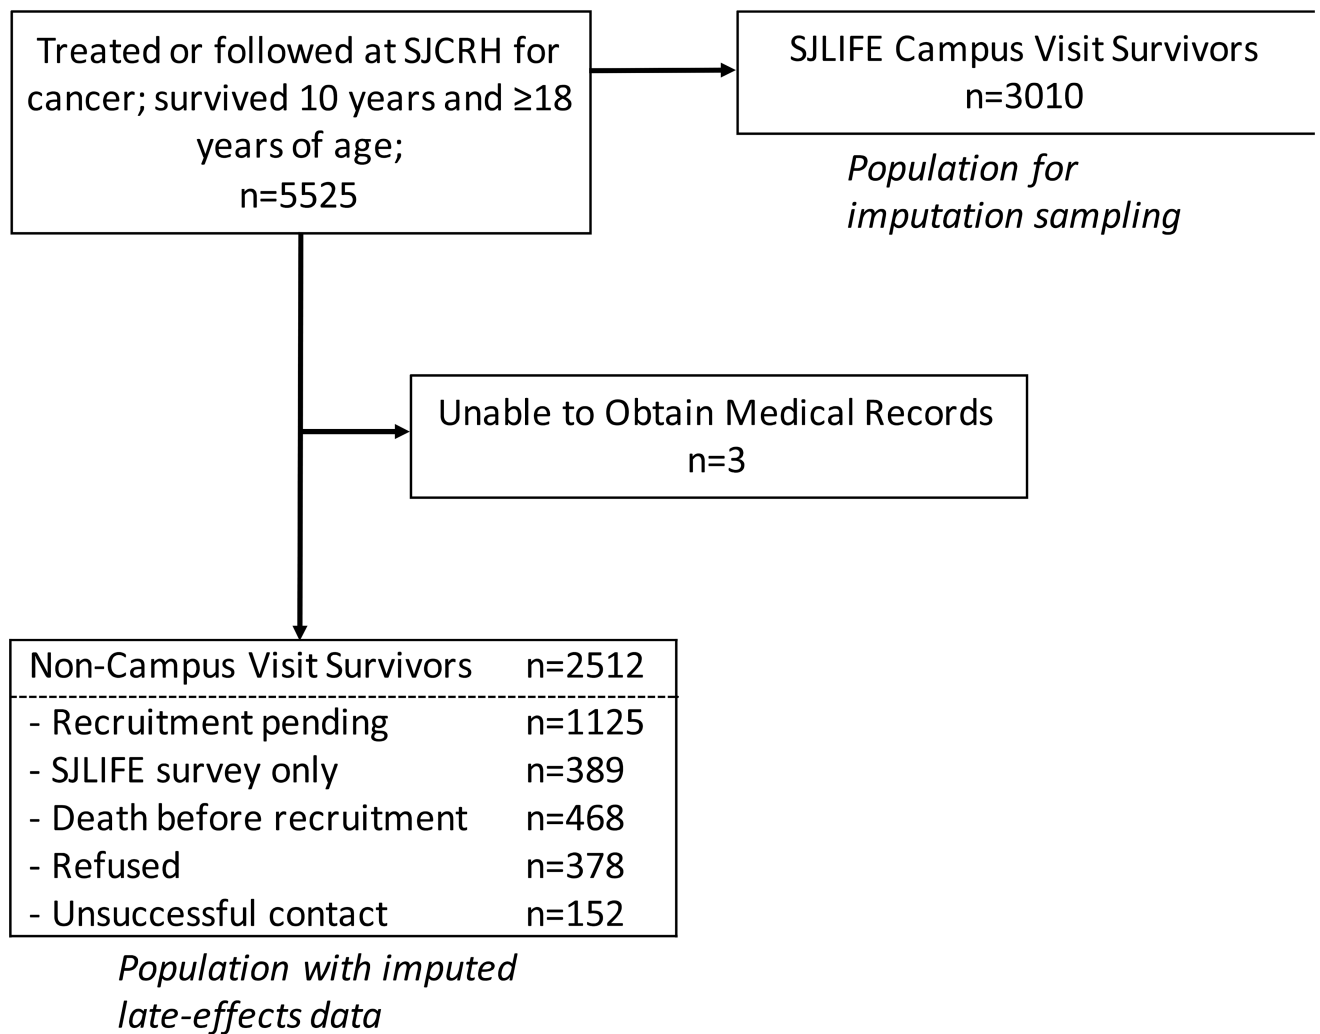 Treated or followed at SJCRH for
cancer; survived 10 years and ≥18
years of age;
n=5525
SJLIFE Campus Visit Survivors
n=3010
Population for
imputation sampling
Unable to Obtain Medical Records
n=3
Non-Campus Visit Survivors n=2512
- Recruitment pending n=1125
- SJLIFE survey only n=389
- Death before recruitment n=468
- Refused n=378
- Unsuccessful contact n=152
Population with imputed
late-effects data